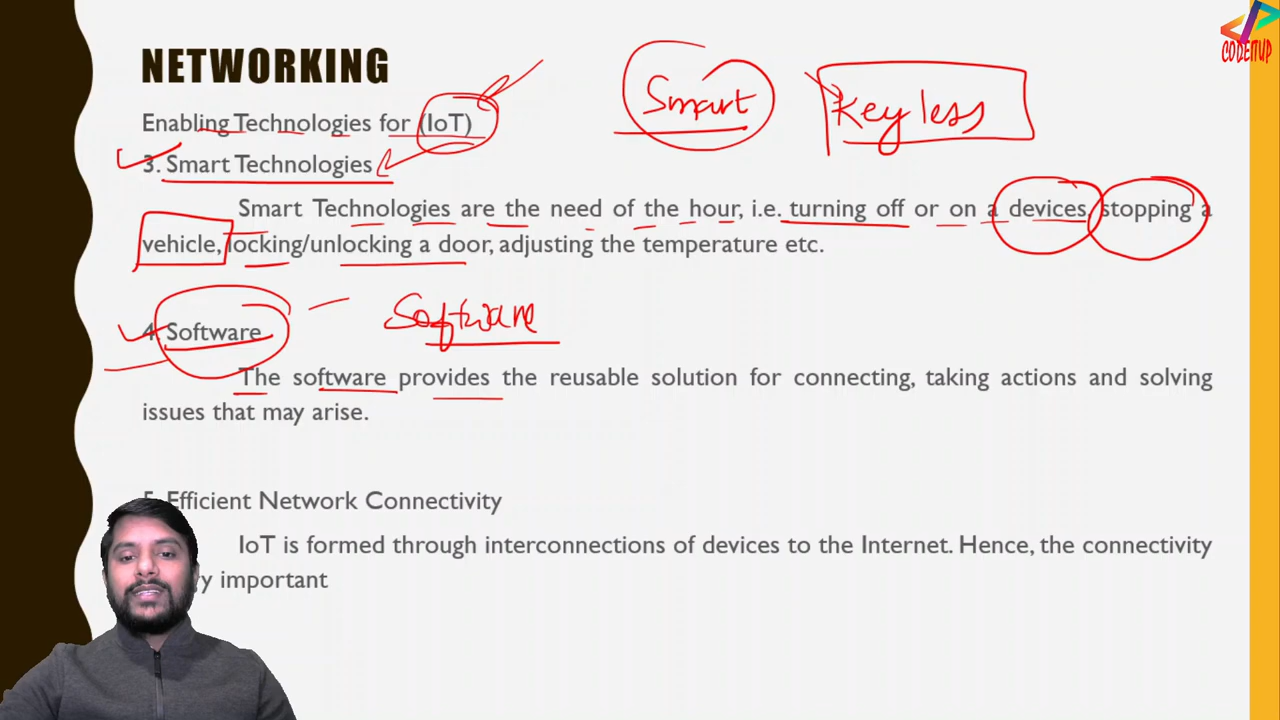 CODEITUP
NETWORKING
Smart
Keyless
Enabling Technologies for (IoT)
3. Smart Technologies
Smart Technologies are the need of the hour, i.e. turning off or on a devices, stopping a
vehicle, locking/unlocking a door, adjusting the temperature etc.
Software
4. Software
The software provides the reusable solution for connecting, taking actions and solving
issues that may arise.
5. Efficient Network Connectivity
IoT is formed through interconnections of devices to the Internet. Hence, the connectivity
important